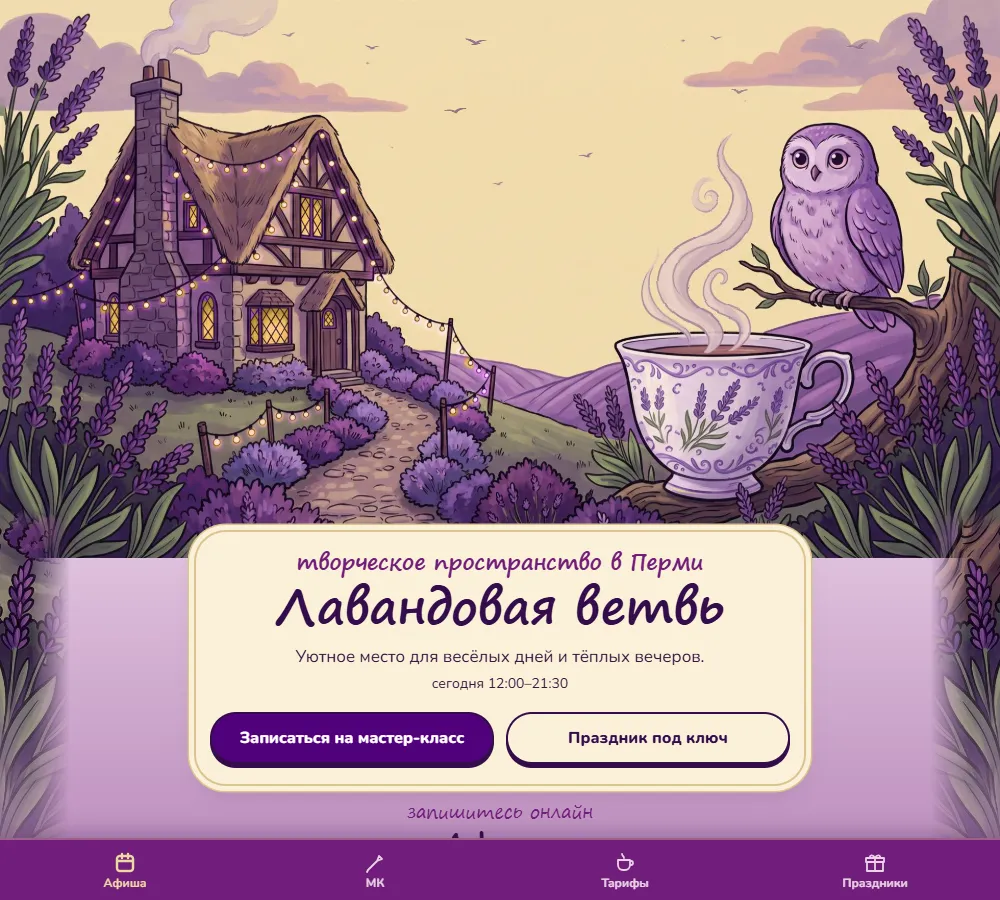 творческое пространство в Перми
Лавандовая ветвь
Уютное место для весёлых дней и тёплых вечеров.
сегодня 12:00–21:30
Записаться на мастер-класс
Праздник под ключ
запишитесь онлайн
Афиша
МК
Тарифы
Праздники